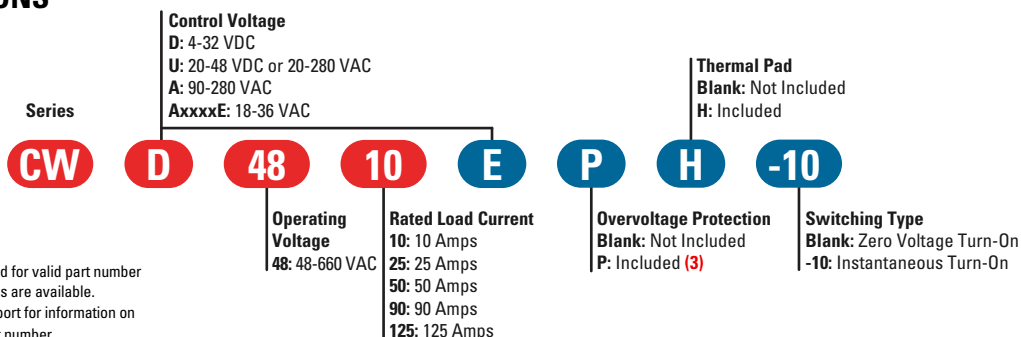 Control Voltage
D: 4-32 VDC
U: 20-48 VDC or 20-280 VAC
A: 90-280 VAC
AxxxxE: 18-36 VAC
Thermal Pad
Blank: Not Included
H: Included
Series
CW D 48 10 E P H -10
Operating
Voltage
48: 48-660 VAC
Rated Load Current
10: 10 Amps
25: 25 Amps
50: 50 Amps
90: 90 Amps
125: 125 Amps
Overvoltage Protection
Blank: Not Included
P: Included (3)
Switching Type
Blank: Zero Voltage Turn-On
-10: Instantaneous Turn-On
d for valid part number
s are available.
port for information on
number